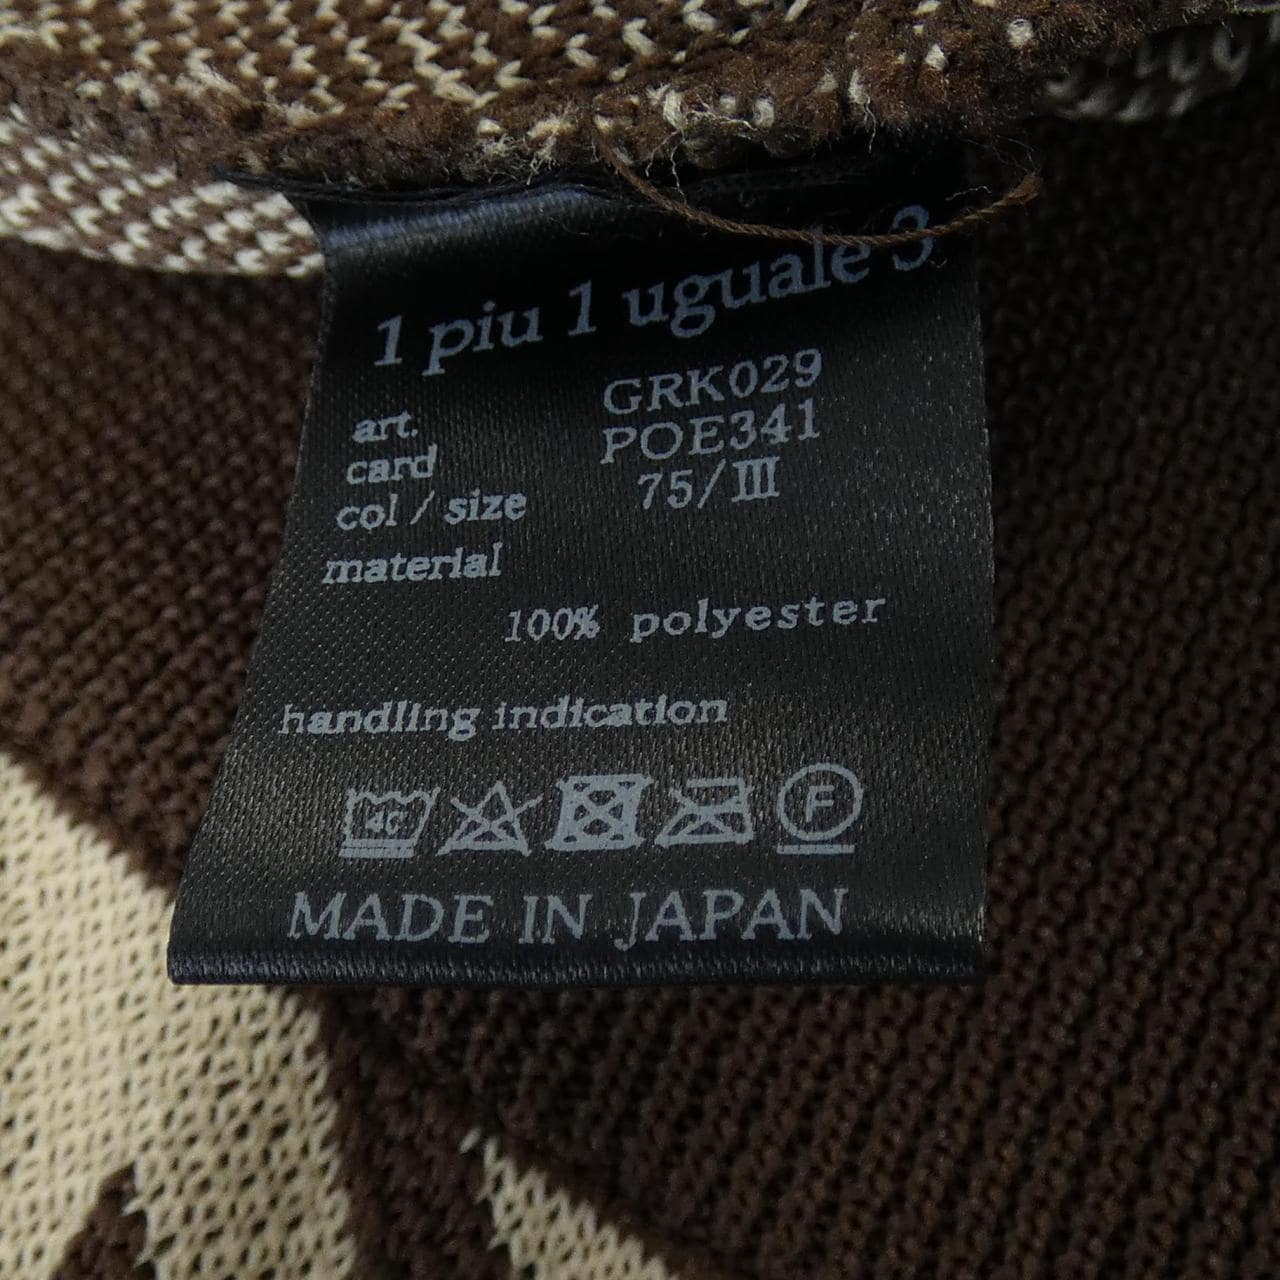 1 piu 1 uguale 3
art. GRK029
card POE341
col / size 75/Ⅲ
material
100% polyester
handling indication
40 F
MADE IN JAPAN